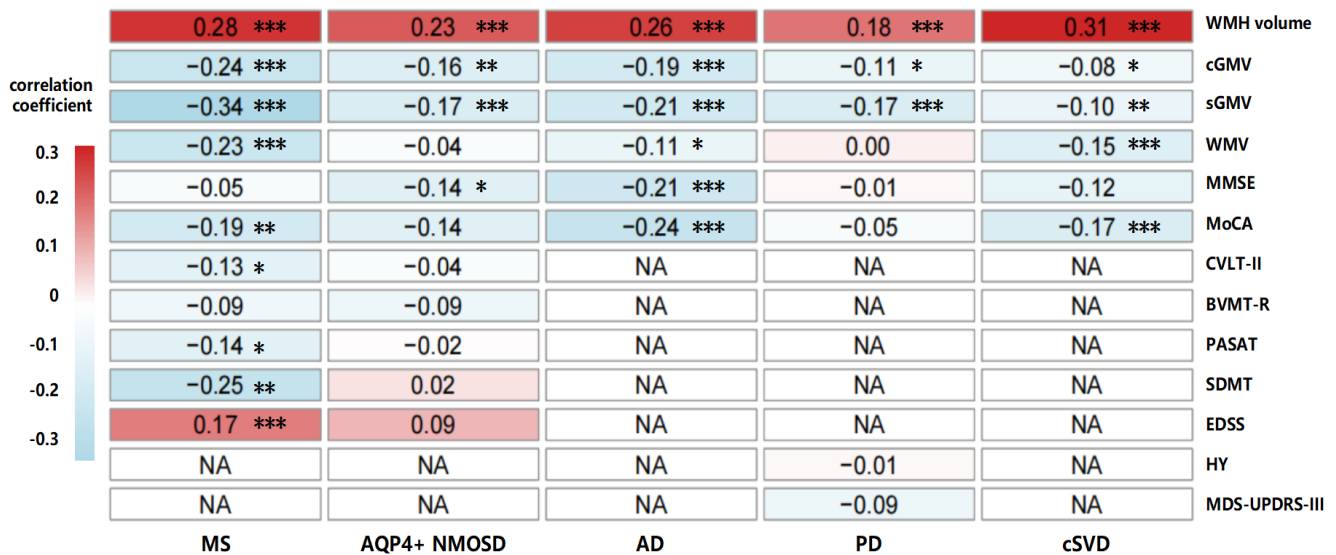 0.28 *** 0.23 *** 0.26 *** 0.18 *** 0.31 *** WMH volume
−0.24 *** −0.16 ** −0.19 *** −0.11 * −0.08 * cGMV
−0.34 *** −0.17 *** −0.21 *** −0.17 *** −0.10 ** sGMV
−0.23 *** −0.04 −0.11 * 0.00 −0.15 *** WMV
−0.05 −0.14 * −0.21 *** −0.01 −0.12 MMSE
−0.19 ** −0.14 −0.24 *** −0.05 −0.17 *** MoCA
−0.13 * −0.04 NA NA NA CVLT-II
−0.09 −0.09 NA NA NA BVMT-R
−0.14 * −0.02 NA NA NA PASAT
−0.25 ** 0.02 NA NA NA SDMT
0.17 *** 0.09 NA NA NA EDSS
NA NA NA −0.01 NA HY
NA NA NA −0.09 NA MDS-UPDRS-III
MS AQP4+ NMOSD AD PD cSVD
correlation
coefficient
0.3
0.2
0.1
0
-0.1
-0.2
-0.3